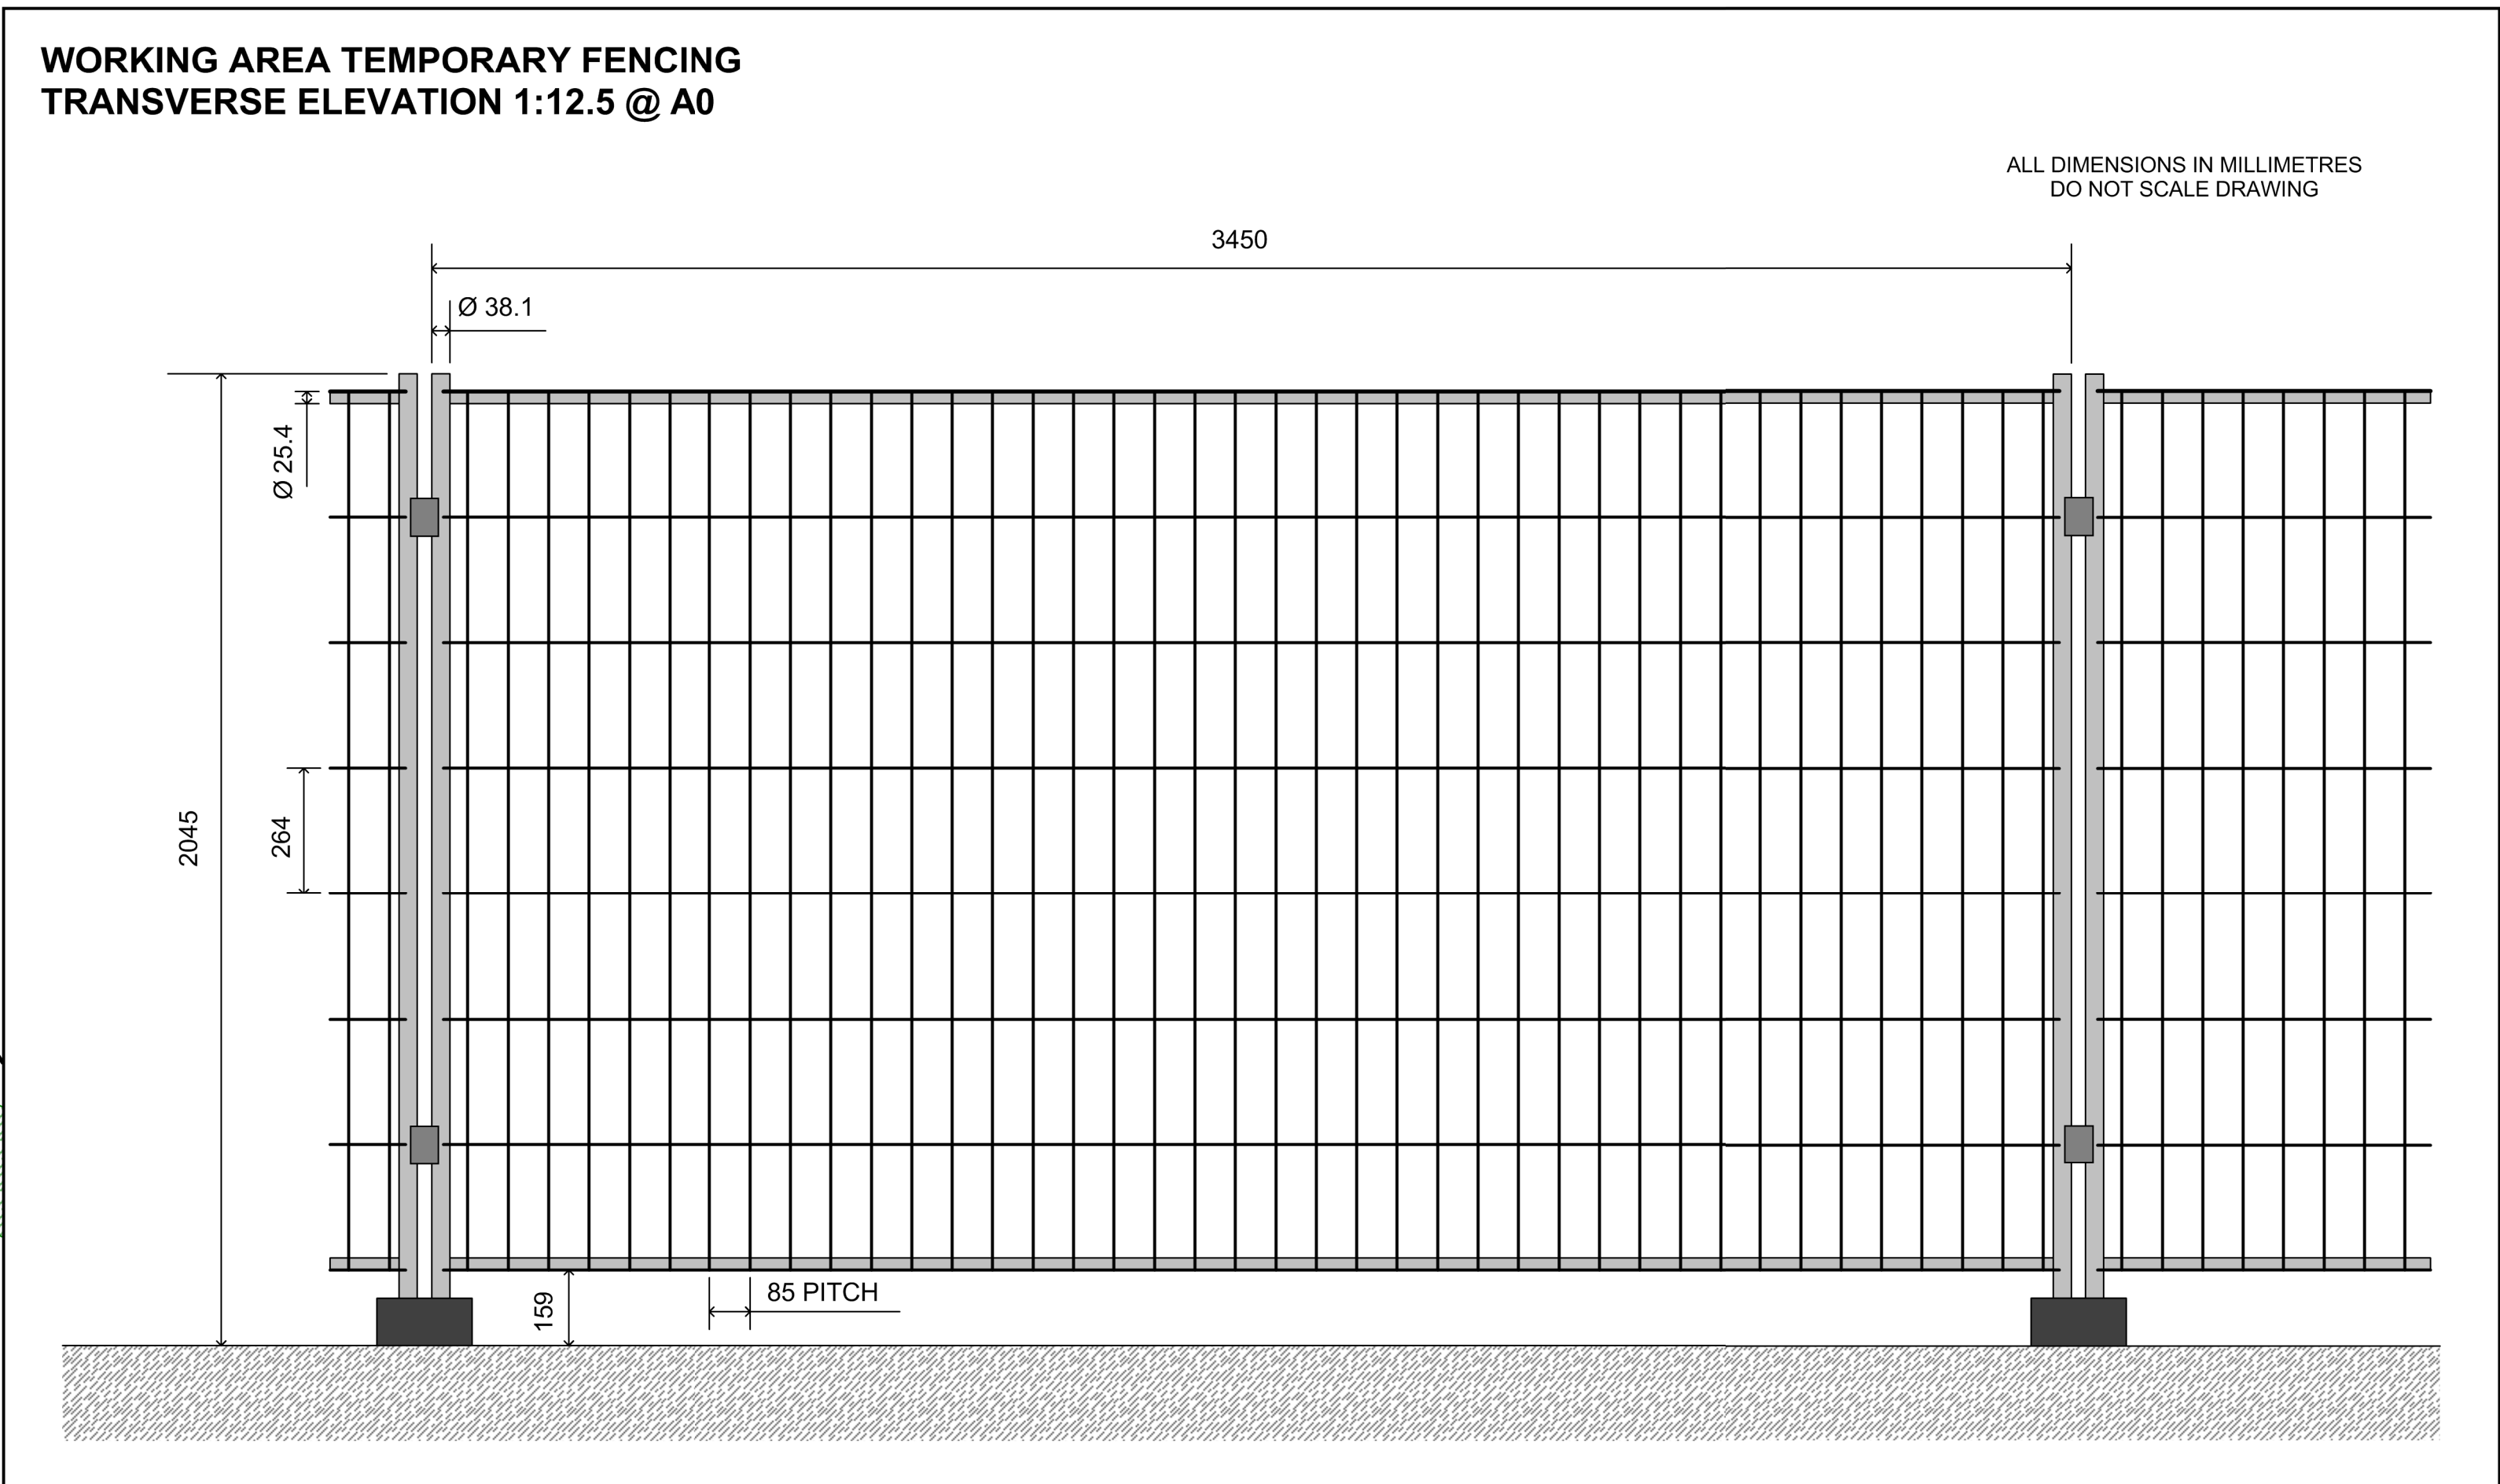 WORKING AREA TEMPORARY FENCING
TRANSVERSE ELEVATION 1:12.5 @ A0
ALL DIMENSIONS IN MILLIMETRES
DO NOT SCALE DRAWING
3450
Ø 38.1
Ø 25.4
2045
264
159
85 PITCH